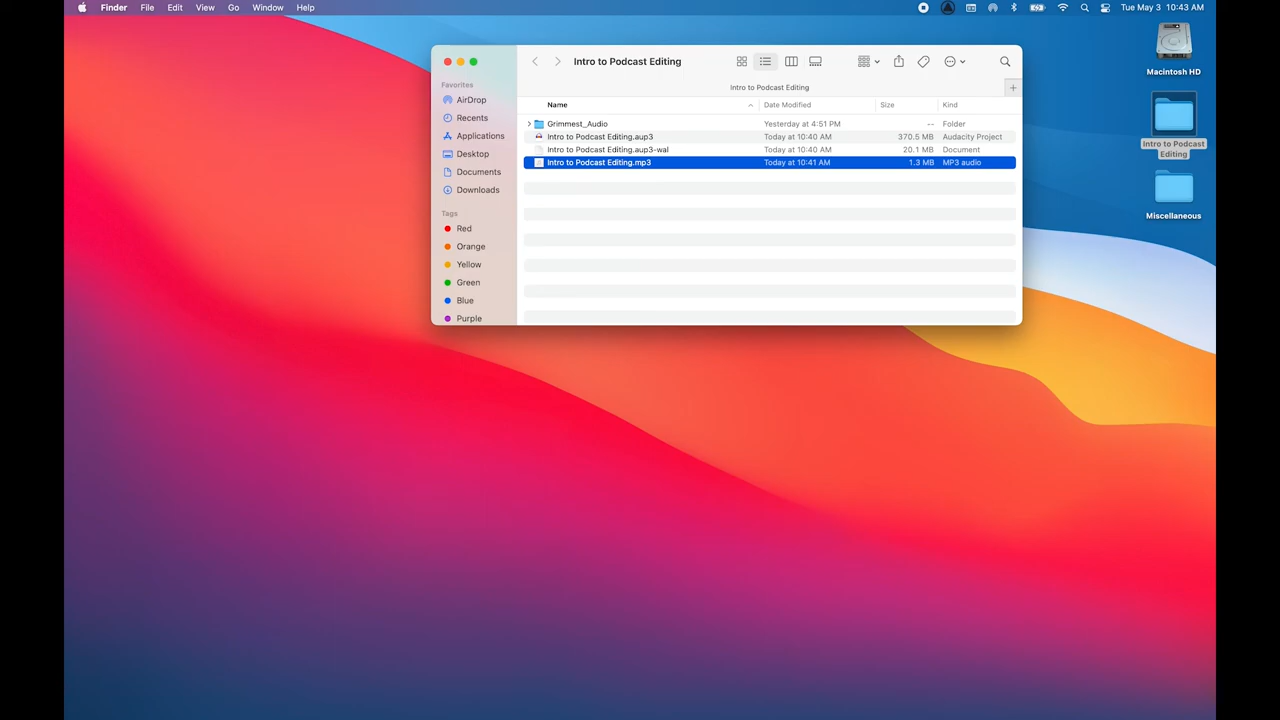 Finder File Edit View Go Window Help Tue May 3 10:43 AM
Intro to Podcast Editing
Intro to Podcast Editing
Favorites
AirDrop
Recents
Applications
Desktop
Documents
Downloads
Tags
Red
Orange
Yellow
Green
Blue
Purple
Name Date Modified Size Kind
Grimmest_Audio Yesterday at 4:51 PM -- Folder
Intro to Podcast Editing.aup3 Today at 10:40 AM 370.5 MB Audacity Project
Intro to Podcast Editing.aup3-wal Today at 10:40 AM 20.1 MB Document
Intro to Podcast Editing.mp3 Today at 10:41 AM 1.3 MB MP3 audio
Macintosh HD
Intro to Podcast
Editing
Miscellaneous